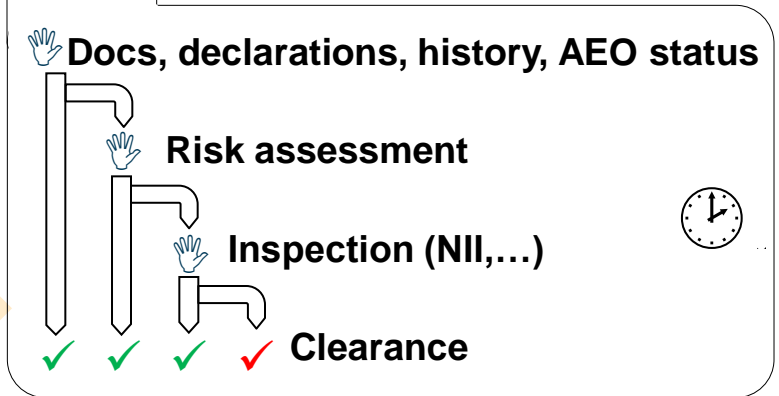 Docs, declarations, history, AEO status
Risk assessment
Inspection (NII,…)
Clearance